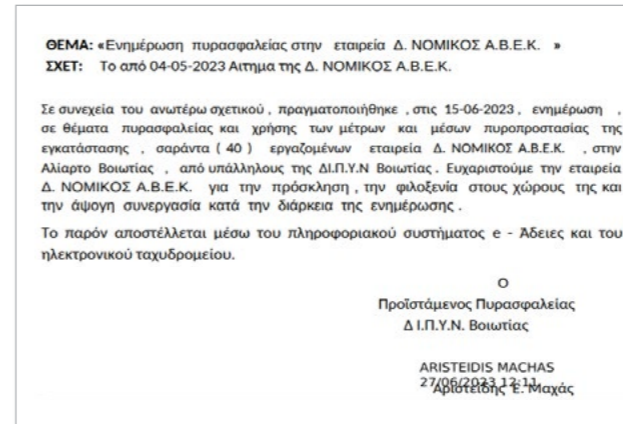 ΘΕΜΑ: «Ενημέρωση πυρασφαλείας στην εταιρεία Δ. ΝΟΜΙΚΟΣ Α.Β.Ε.Κ. »
ΣΧΕΤ: Το από 04-05-2023 Αιτημα της Δ. ΝΟΜΙΚΟΣ Α.Β.Ε.Κ.
Σε συνεχεία του ανωτέρω σχετικού , πραγματοποιήθηκε , στις 15-06-2023 , ενημέρωση ,
σε θέματα πυρασφαλείας και χρήσης των μέτρων και μέσων πυροπροστασίας της
εγκατάστασης , σαράντα ( 40 ) εργαζομένων εταιρεία Δ. ΝΟΜΙΚΟΣ Α.Β.Ε.Κ. , στην
Αλίαρτο Βοιωτίας , από υπάλληλους της ΔΙ.Π.Υ.Ν Βοιωτίας . Ευχαριστούμε την εταιρεία
Δ. ΝΟΜΙΚΟΣ Α.Β.Ε.Κ. για την πρόσκληση , την φιλοξενία στους χώρους της και
την άψογη συνεργασία κατά την διάρκεια της ενημέρωσης .
Το παρόν αποστέλλεται μέσω του πληροφοριακού συστήματος e - Άδειες και του
ηλεκτρονικού ταχυδρομείου.
Ο
Προϊστάμενος Πυρασφαλείας
Δ Ι.Π.Υ.Ν. Βοιωτίας
ARISTEIDIS MACHAS
27/06/2023 12:11
Αριστείδης Ε. Μαχάς